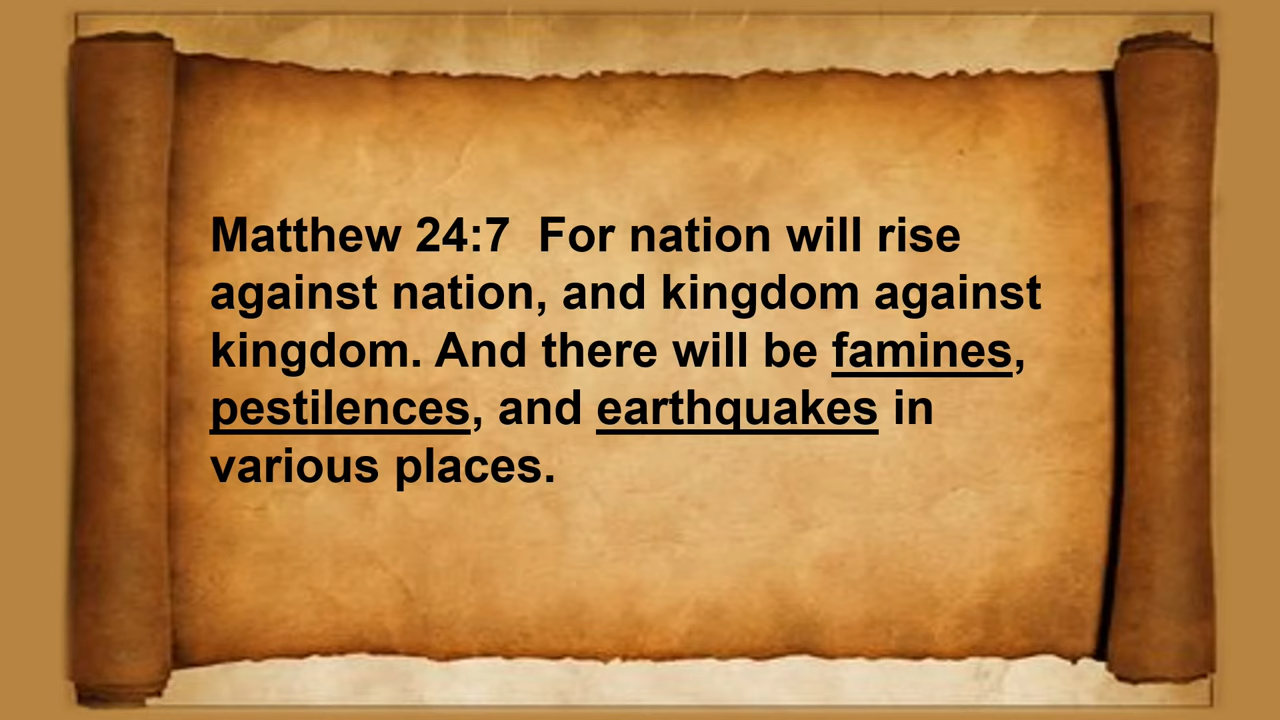 Matthew 24:7  For nation will rise
against nation, and kingdom against
kingdom. And there will be famines,
pestilences, and earthquakes in
various places.